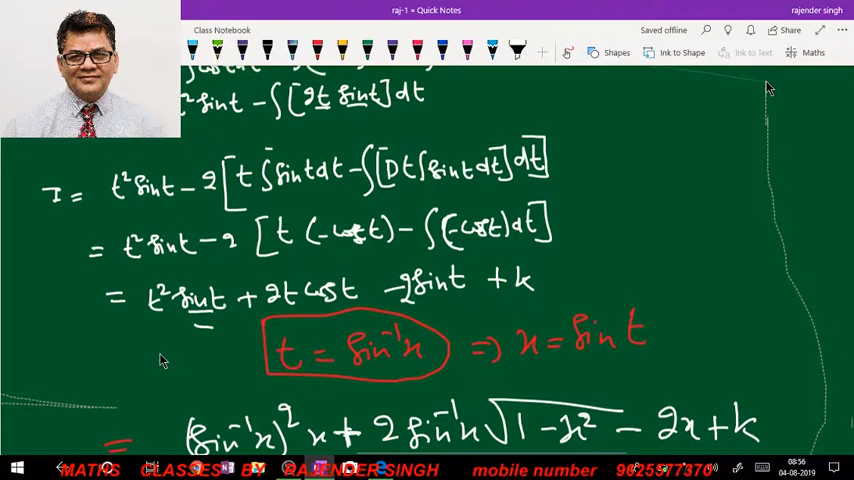 raj-1 » Quick Notes
rajender singh
Class Notebook
Saved offline
Share
Shapes
Ink to Shape
Ink to Text
Maths
t² sint - ∫[2t sint]dt
I = t² sint - 2 [t ∫sint dt - ∫[Dt ∫sint dt] dt]
= t² sint - 2 [t (-cost) - ∫(-cost)dt]
= t² sint + 2t cost - 2sint + k
t = sin⁻¹x ⇒ x = sin t
= (sin⁻¹x)² x + 2 sin⁻¹x √1-x² - 2x + k
08:56
04-08-2019
MATHS CLASSES BY RAJENDER SINGH mobile number 9625577370